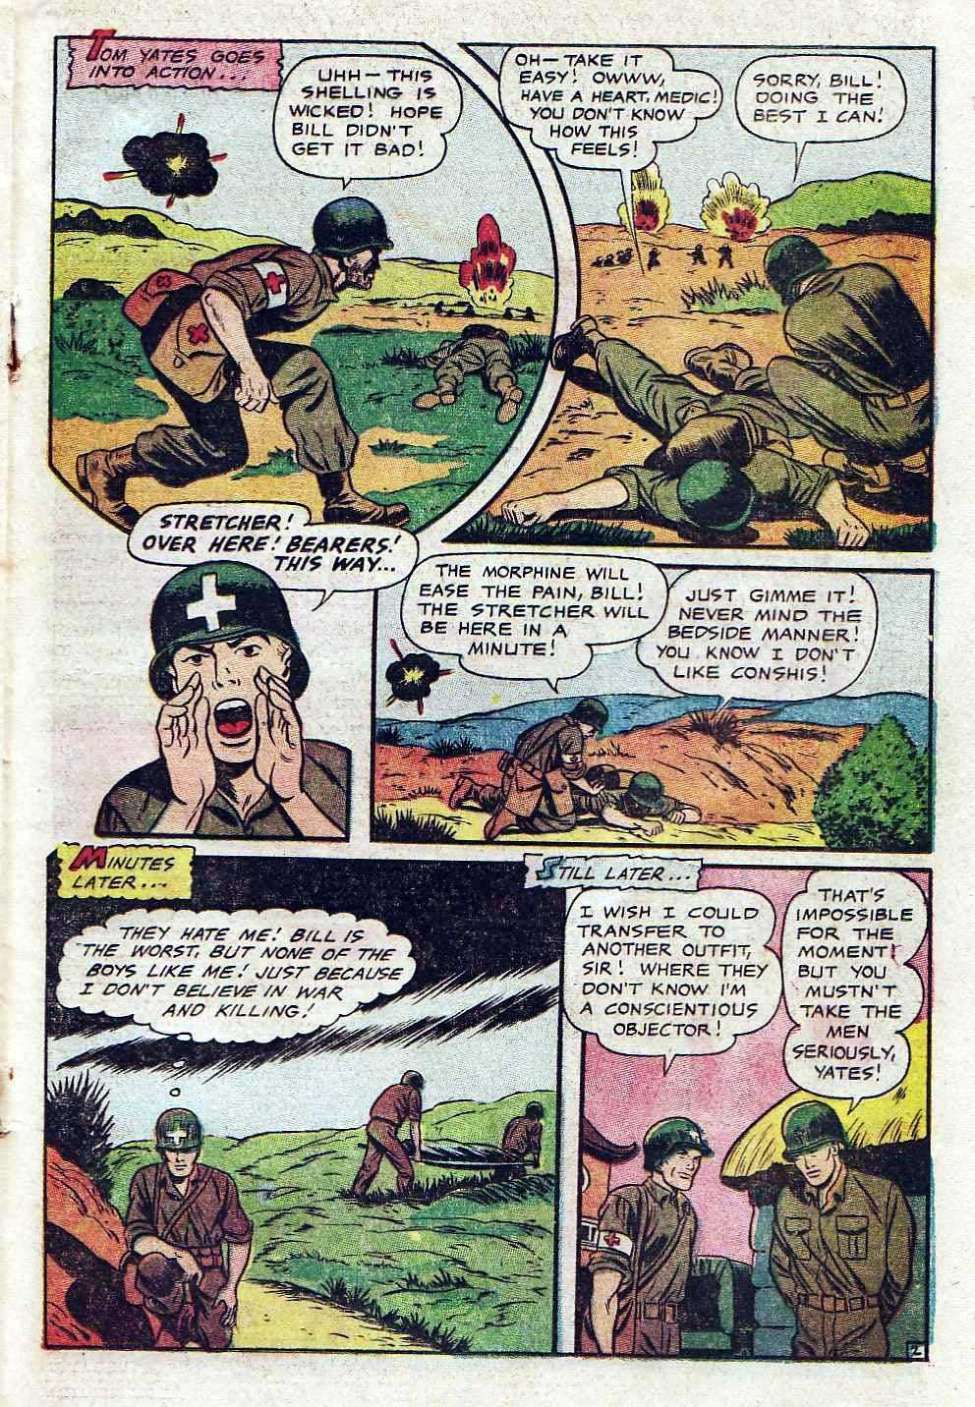 TOM YATES GOES
INTO ACTION...
UHH — THIS
SHELLING IS
WICKED! HOPE
BILL DIDN'T
GET IT BAD!
OH — TAKE IT
EASY! OWWW,
HAVE A HEART, MEDIC!
YOU DON'T KNOW
HOW THIS
FEELS!
SORRY, BILL!
DOING THE
BEST I CAN!
STRETCHER!
OVER HERE! BEARERS!
THIS WAY...
THE MORPHINE WILL
EASE THE PAIN, BILL!
THE STRETCHER WILL
BE HERE IN A
MINUTE!
JUST GIMME IT!
NEVER MIND THE
BEDSIDE MANNER!
YOU KNOW I DON'T
LIKE CONSHIS!
MINUTES
LATER...
THEY HATE ME! BILL IS
THE WORST, BUT NONE OF THE
BOYS LIKE ME! JUST BECAUSE
I DON'T BELIEVE IN WAR
AND KILLING!
STILL LATER...
I WISH I COULD
TRANSFER TO
ANOTHER OUTFIT,
SIR! WHERE THEY
DON'T KNOW I'M
A CONSCIENTIOUS
OBJECTOR!
THAT'S
IMPOSSIBLE
FOR THE
MOMENT!
BUT YOU
MUSTN'T
TAKE THE
MEN
SERIOUSLY,
YATES!
2